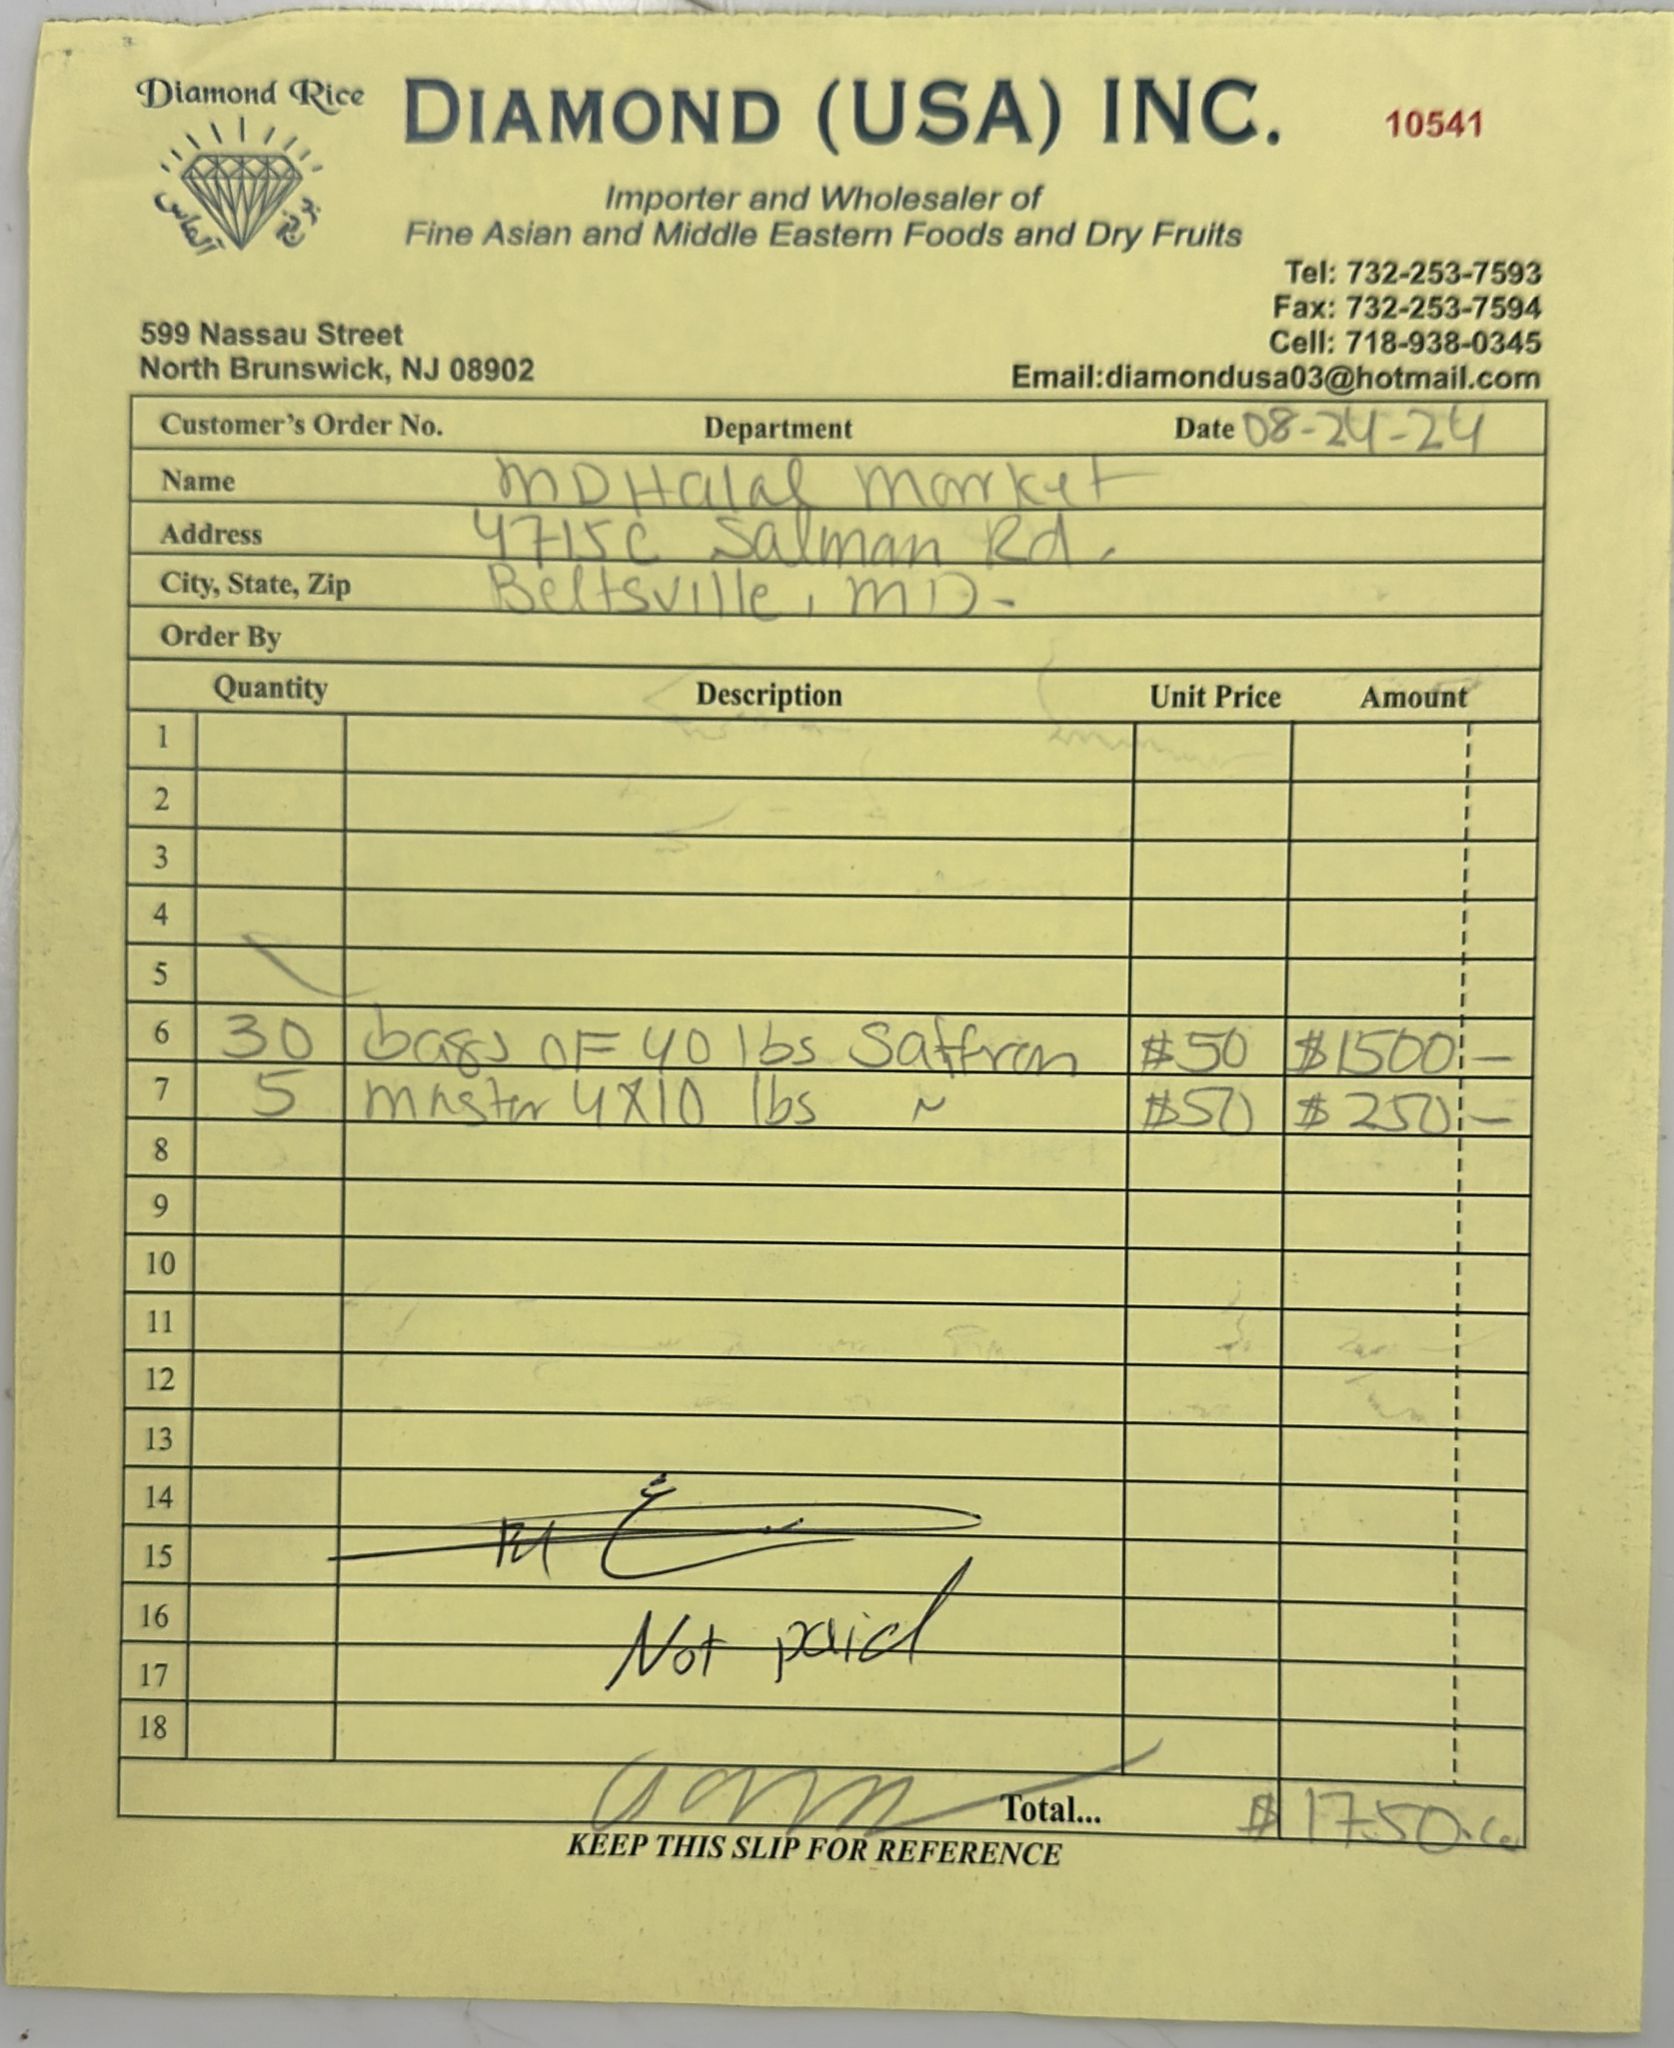 Diamond Rice
DIAMOND (USA) INC.
10541
Importer and Wholesaler of
Fine Asian and Middle Eastern Foods and Dry Fruits
Tel: 732-253-7593
Fax: 732-253-7594
Cell: 718-938-0345
Email:diamondusa03@hotmail.com
599 Nassau Street
North Brunswick, NJ 08902
Customer's Order No. Department Date 08-24-24
Name MD Halal Market
Address 4715C Salman Rd.
City, State, Zip Beltsville, MD-
Order By
Quantity Description Unit Price Amount
1
2
3
4
5
6 30 bags OF 40 lbs Saffron $50 $1500 -
7 5 Master 4X10 lbs ~ $50 $250 -
8
9
10
11
12
13
14
15
16
Not paid
17
18
Total... $1750
KEEP THIS SLIP FOR REFERENCE